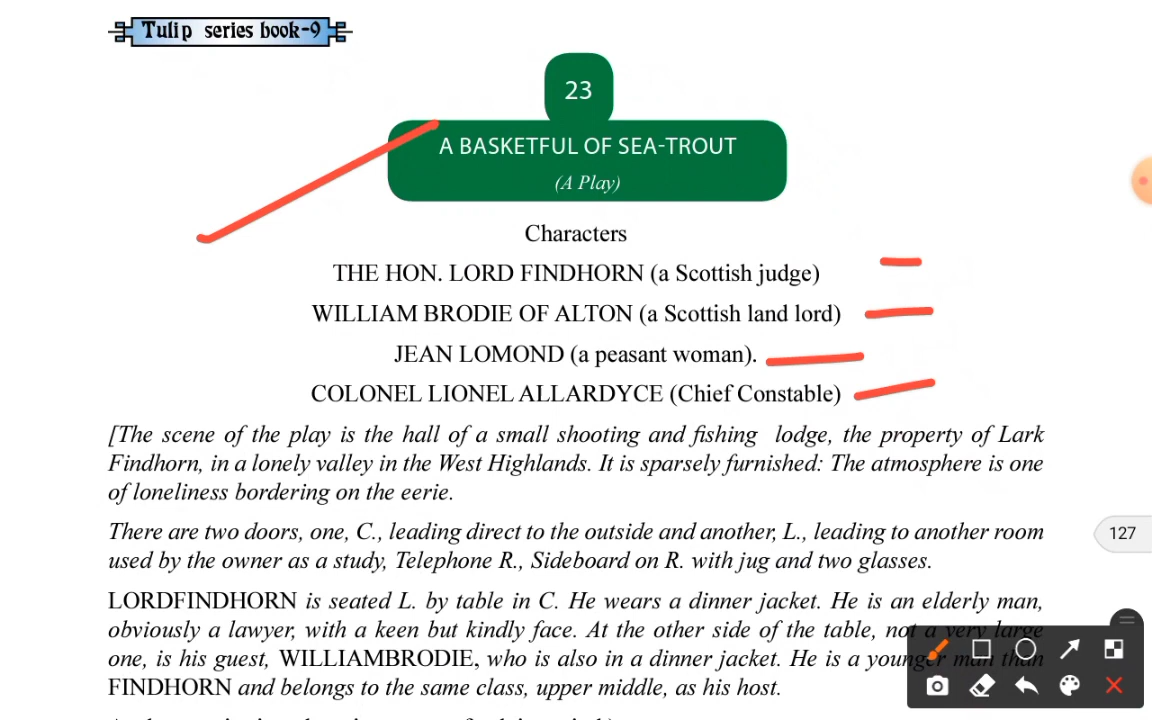 Tulip series book-9
23
A BASKETFUL OF SEA-TROUT
(A Play)
Characters
THE HON. LORD FINDHORN (a Scottish judge)
WILLIAM BRODIE OF ALTON (a Scottish land lord)
JEAN LOMOND (a peasant woman).
COLONEL LIONEL ALLARDYCE (Chief Constable)
[The scene of the play is the hall of a small shooting and fishing lodge, the property of Lark
Findhorn, in a lonely valley in the West Highlands. It is sparsely furnished: The atmosphere is one
of loneliness bordering on the eerie.
There are two doors, one, C., leading direct to the outside and another, L., leading to another room
used by the owner as a study, Telephone R., Sideboard on R. with jug and two glasses.
127
LORDFINDHORN is seated L. by table in C. He wears a dinner jacket. He is an elderly man,
obviously a lawyer, with a keen but kindly face. At the other side of the table, not a very large
one, is his guest, WILLIAMBRODIE, who is also in a dinner jacket. He is a younger man than
FINDHORN and belongs to the same class, upper middle, as his host.